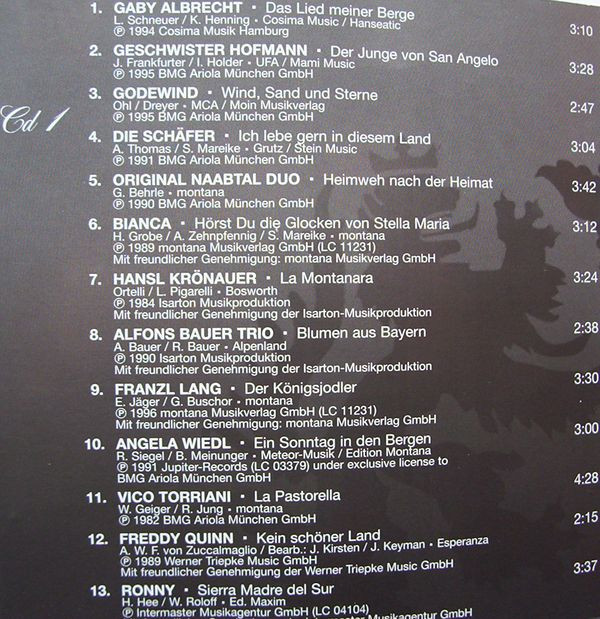 1. GABY ALBRECHT · Das Lied meiner Berge
L. Schneuer / K. Henning · Cosima Music / Hanseatic
℗ 1994 Cosima Musik Hamburg 3:10
2. GESCHWISTER HOFMANN · Der Junge von San Angelo
J. Frankfurter / I. Holder · UFA / Mami Music
℗ 1995 BMG Ariola München GmbH 3:28
Cd 1
3. GODEWIND · Wind, Sand und Sterne
Ohl / Dreyer · MCA / Moin Musikverlag 2:47
℗ 1995 BMG Ariola München GmbH
4. DIE SCHÄFER · Ich lebe gern in diesem Land
A. Thomas / S. Mareike · Grutz / Stein Music 3:04
℗ 1991 BMG Ariola München GmbH
5. ORIGINAL NAABTAL DUO · Heimweh nach der Heimat
G. Behrle · montana 3:42
℗ 1990 BMG Ariola München GmbH
6. BIANCA · Hörst Du die Glocken von Stella Maria 3:12
H. Grobe / A. Zehnpfennig / S. Mareike · montana
℗ 1989 montana Musikverlag GmbH (LC 11231)
Mit freundlicher Genehmigung: montana Musikverlag GmbH
7. HANSL KRÖNAUER · La Montanara 3:24
Ortelli / L. Pigarelli · Bosworth
℗ 1984 Isarton Musikproduktion
Mit freundlicher Genehmigung der Isarton-Musikproduktion
8. ALFONS BAUER TRIO · Blumen aus Bayern 2:38
A. Bauer / R. Bauer · Alpenland
℗ 1990 Isarton Musikproduktion
Mit freundlicher Genehmigung der Isarton-Musikproduktion
9. FRANZL LANG · Der Königsjodler 3:30
E. Jäger / G. Buschor · montana
℗ 1996 montana Musikverlag GmbH (LC 11231)
Mit freundlicher Genehmigung: montana Musikverlag GmbH
10. ANGELA WIEDL · Ein Sonntag in den Bergen 3:00
R. Siegel / B. Meinunger · Meteor-Musik / Edition Montana
℗ 1991 Jupiter-Records (LC 03379) under exclusive license to
BMG Ariola München GmbH 4:28
11. VICO TORRIANI · La Pastorella
W. Geiger / R. Jung · montana
℗ 1982 BMG Ariola München GmbH 2:15
12. FREDDY QUINN · Kein schöner Land
A. W. F. von Zuccalmaglio / Bearb.: J. Kirsten / J. Keyman · Esperanza
℗ 1989 Werner Triepke Music GmbH
Mit freundlicher Genehmigung der Werner Triepke Music GmbH 3:37
13. RONNY · Sierra Madre del Sur
H. Hee / W. Roloff · Ed. Maxim
℗ Intermaster Musikagentur GmbH (LC 04104)
Musikagentur GmbH